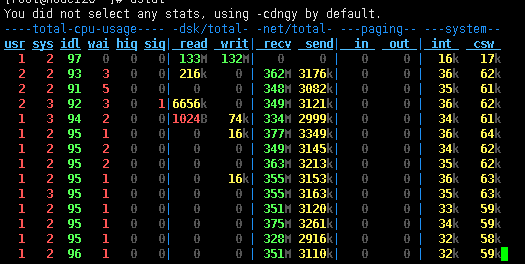 You did not select any stats, using -cdngy by default.
----total-cpu-usage---- -dsk/total- -net/total- ---paging-- ---system--
usr sys idl wai hiq siq| read  writ| recv  send|  in   out | int   csw
  1   2  97   0   0   0| 133M  132M|   0     0 |   0     0 |  16k   17k
  2   2  93   3   0   0| 216k    0 | 362M 3176k|   0     0 |  36k   62k
  2   2  91   5   0   0|   0     0 | 348M 3082k|   0     0 |  35k   61k
  2   3  92   3   0   1|6656k    0 | 349M 3121k|   0     0 |  36k   62k
  1   3  94   2   0   0|1024B   74k| 334M 2999k|   0     0 |  34k   61k
  2   2  95   0   0   0|   0    16k| 377M 3349k|   0     0 |  36k   64k
  2   2  95   0   0   0|   0     0 | 349M 3145k|   0     0 |  34k   62k
  2   2  95   0   0   0|   0     0 | 363M 3213k|   0     0 |  35k   62k
  1   2  96   1   0   0|   0    16k| 355M 3153k|   0     0 |  36k   63k
  1   2  95   1   0   0|   0     0 | 355M 3163k|   0     0 |  35k   63k
  1   2  95   1   0   0|   0     0 | 351M 3120k|   0     0 |  33k   59k
  1   2  95   0   0   0|   0     0 | 375M 3261k|   0     0 |  34k   59k
  1   2  95   1   0   0|   0     0 | 328M 2916k|   0     0 |  32k   58k
  1   2  96   1   0   0|   0     0 | 351M 3110k|   0     0 |  32k   59k